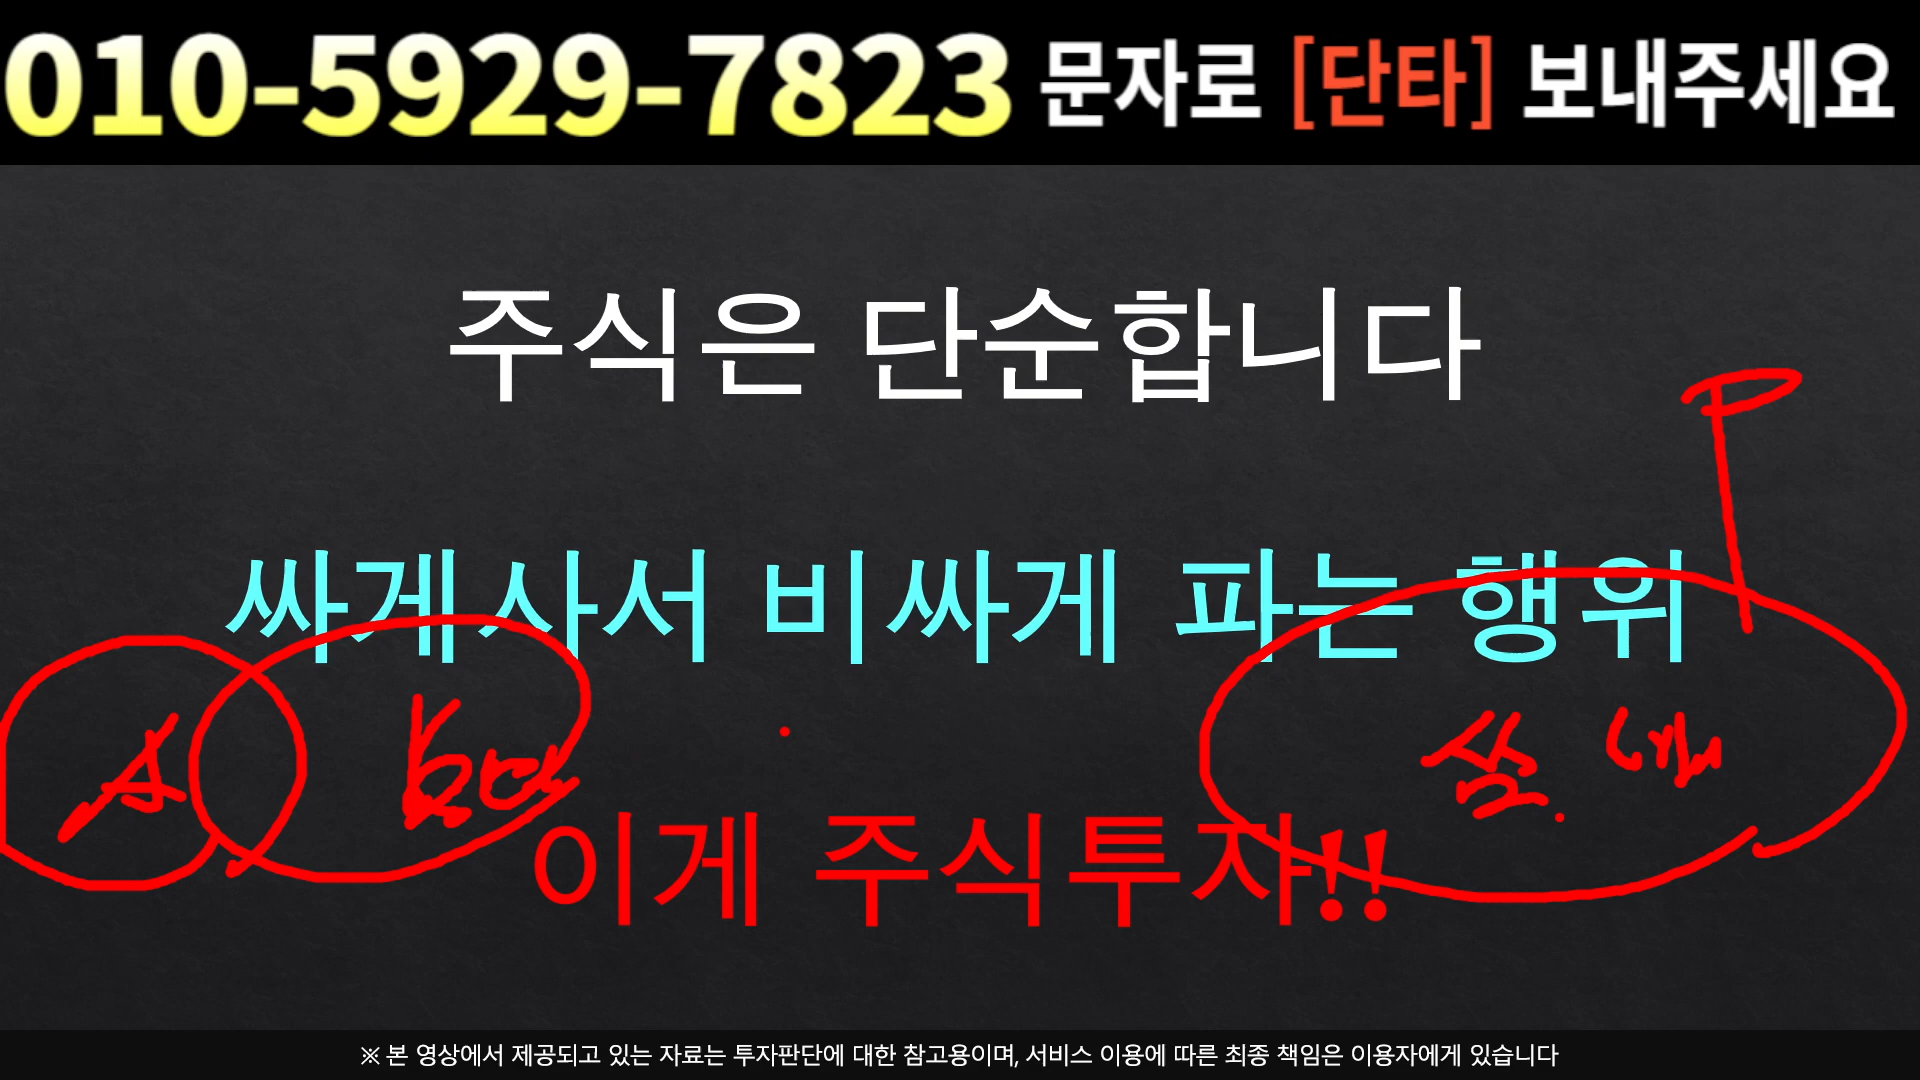 010-5929-7823 문자로 [단타] 보내주세요
주식은 단순합니다
싸게사서 비싸게 파는 행위
이게 주식투자!!
※ 본 영상에서 제공되고 있는 자료는 투자판단에 대한 참고용이며, 서비스 이용에 따른 최종 책임은 이용자에게 있습니다